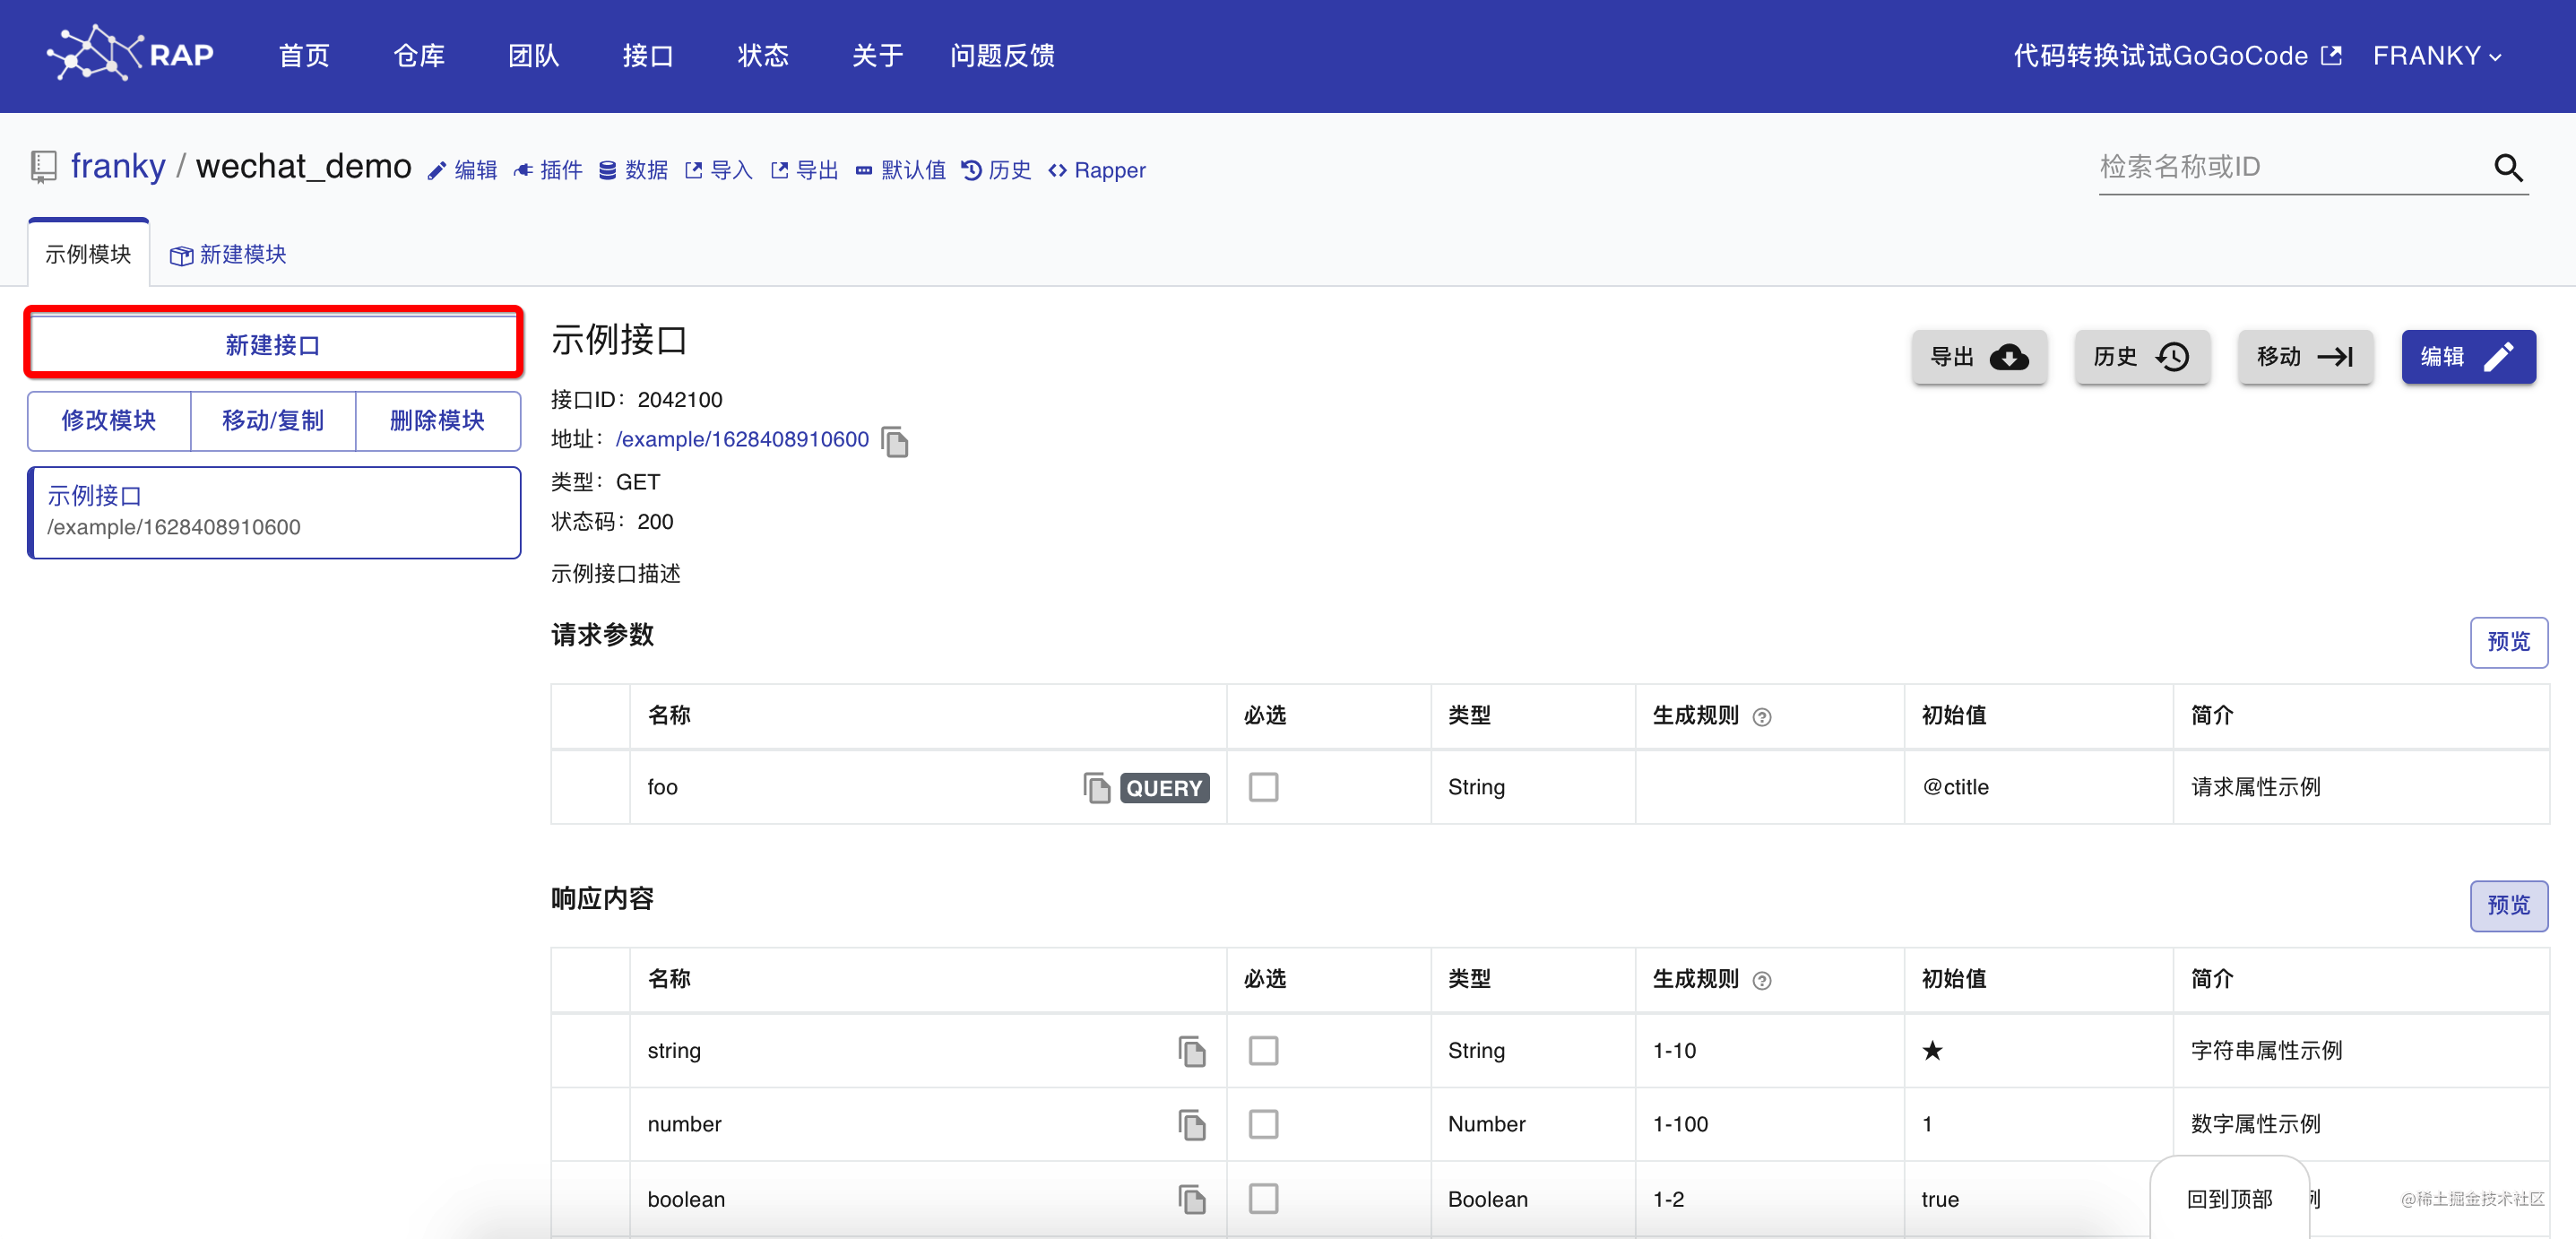 RAP 首页 仓库 团队 接口 状态 关于 问题反馈 代码转换试试GoGoCode FRANKY
franky / wechat_demo 编辑 插件 数据 导入 导出 默认值 历史 Rapper 检索名称或ID
示例模块 新建模块
新建接口
修改模块 移动/复制 删除模块
示例接口
/example/1628408910600
示例接口 导出 历史 移动 编辑
接口ID：2042100
地址：/example/1628408910600
类型：GET
状态码：200
示例接口描述
请求参数 预览
名称 必选 类型 生成规则 初始值 简介
foo QUERY String @ctitle 请求属性示例
响应内容 预览
名称 必选 类型 生成规则 初始值 简介
string String 1-10 ★ 字符串属性示例
number Number 1-100 1 数字属性示例
boolean Boolean 1-2 true 例
回到顶部
@稀土掘金技术社区